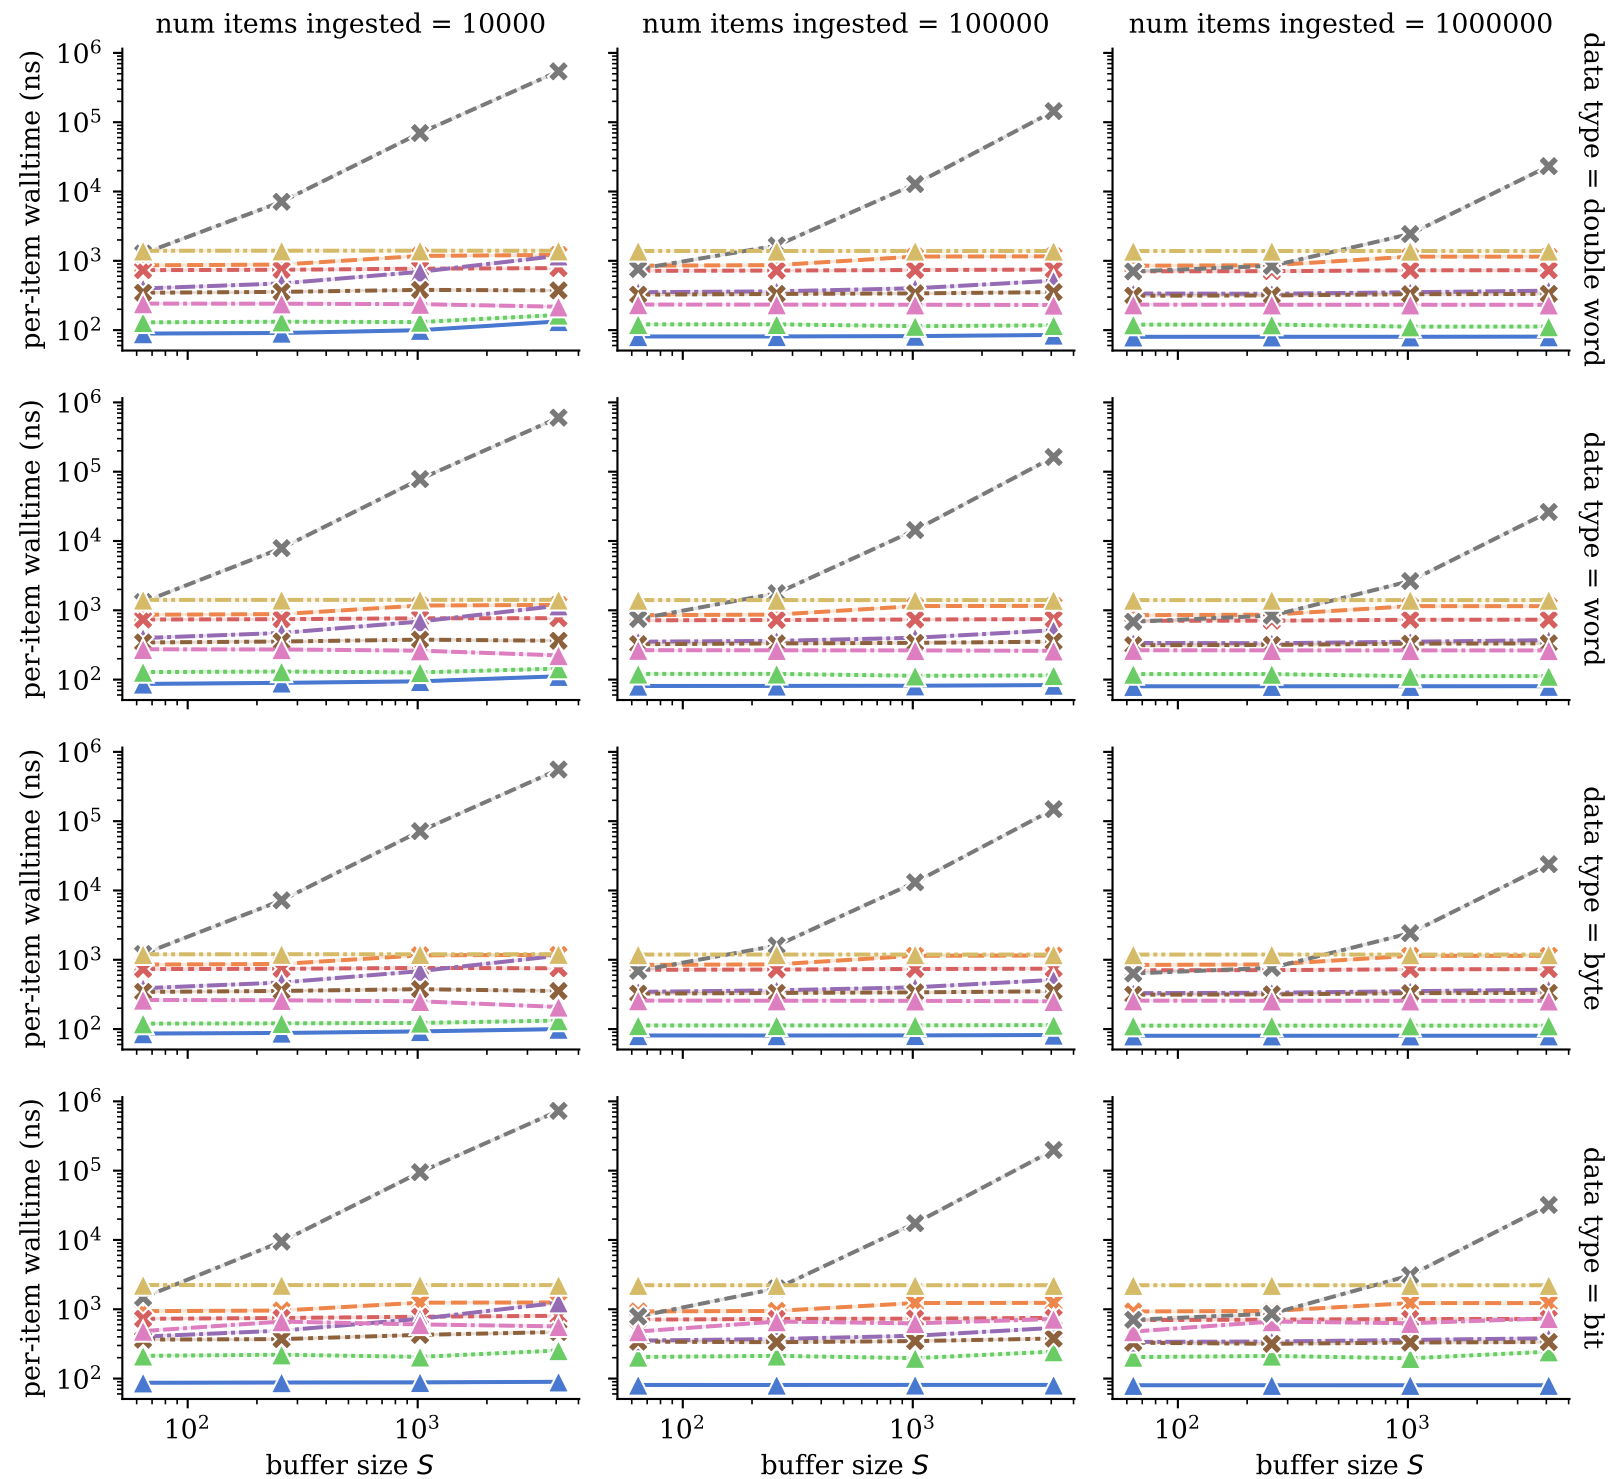 num items ingested = 10000
num items ingested = 100000
num items ingested = 1000000
per-item walltime (ns)
10⁶
10⁵
10⁴
10³
10²
data type = double word
per-item walltime (ns)
10⁶
10⁵
10⁴
10³
10²
data type = word
per-item walltime (ns)
10⁶
10⁵
10⁴
10³
10²
data type = byte
per-item walltime (ns)
10⁶
10⁵
10⁴
10³
10²
data type = bit
10² 10³
10² 10³
10² 10³
buffer size S
buffer size S
buffer size S